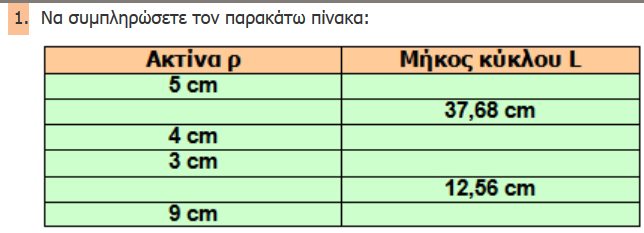 1. Να συμπληρώσετε τον παρακάτω πίνακα:
Ακτίνα ρ Μήκος κύκλου L
5 cm
37,68 cm
4 cm
3 cm
12,56 cm
9 cm